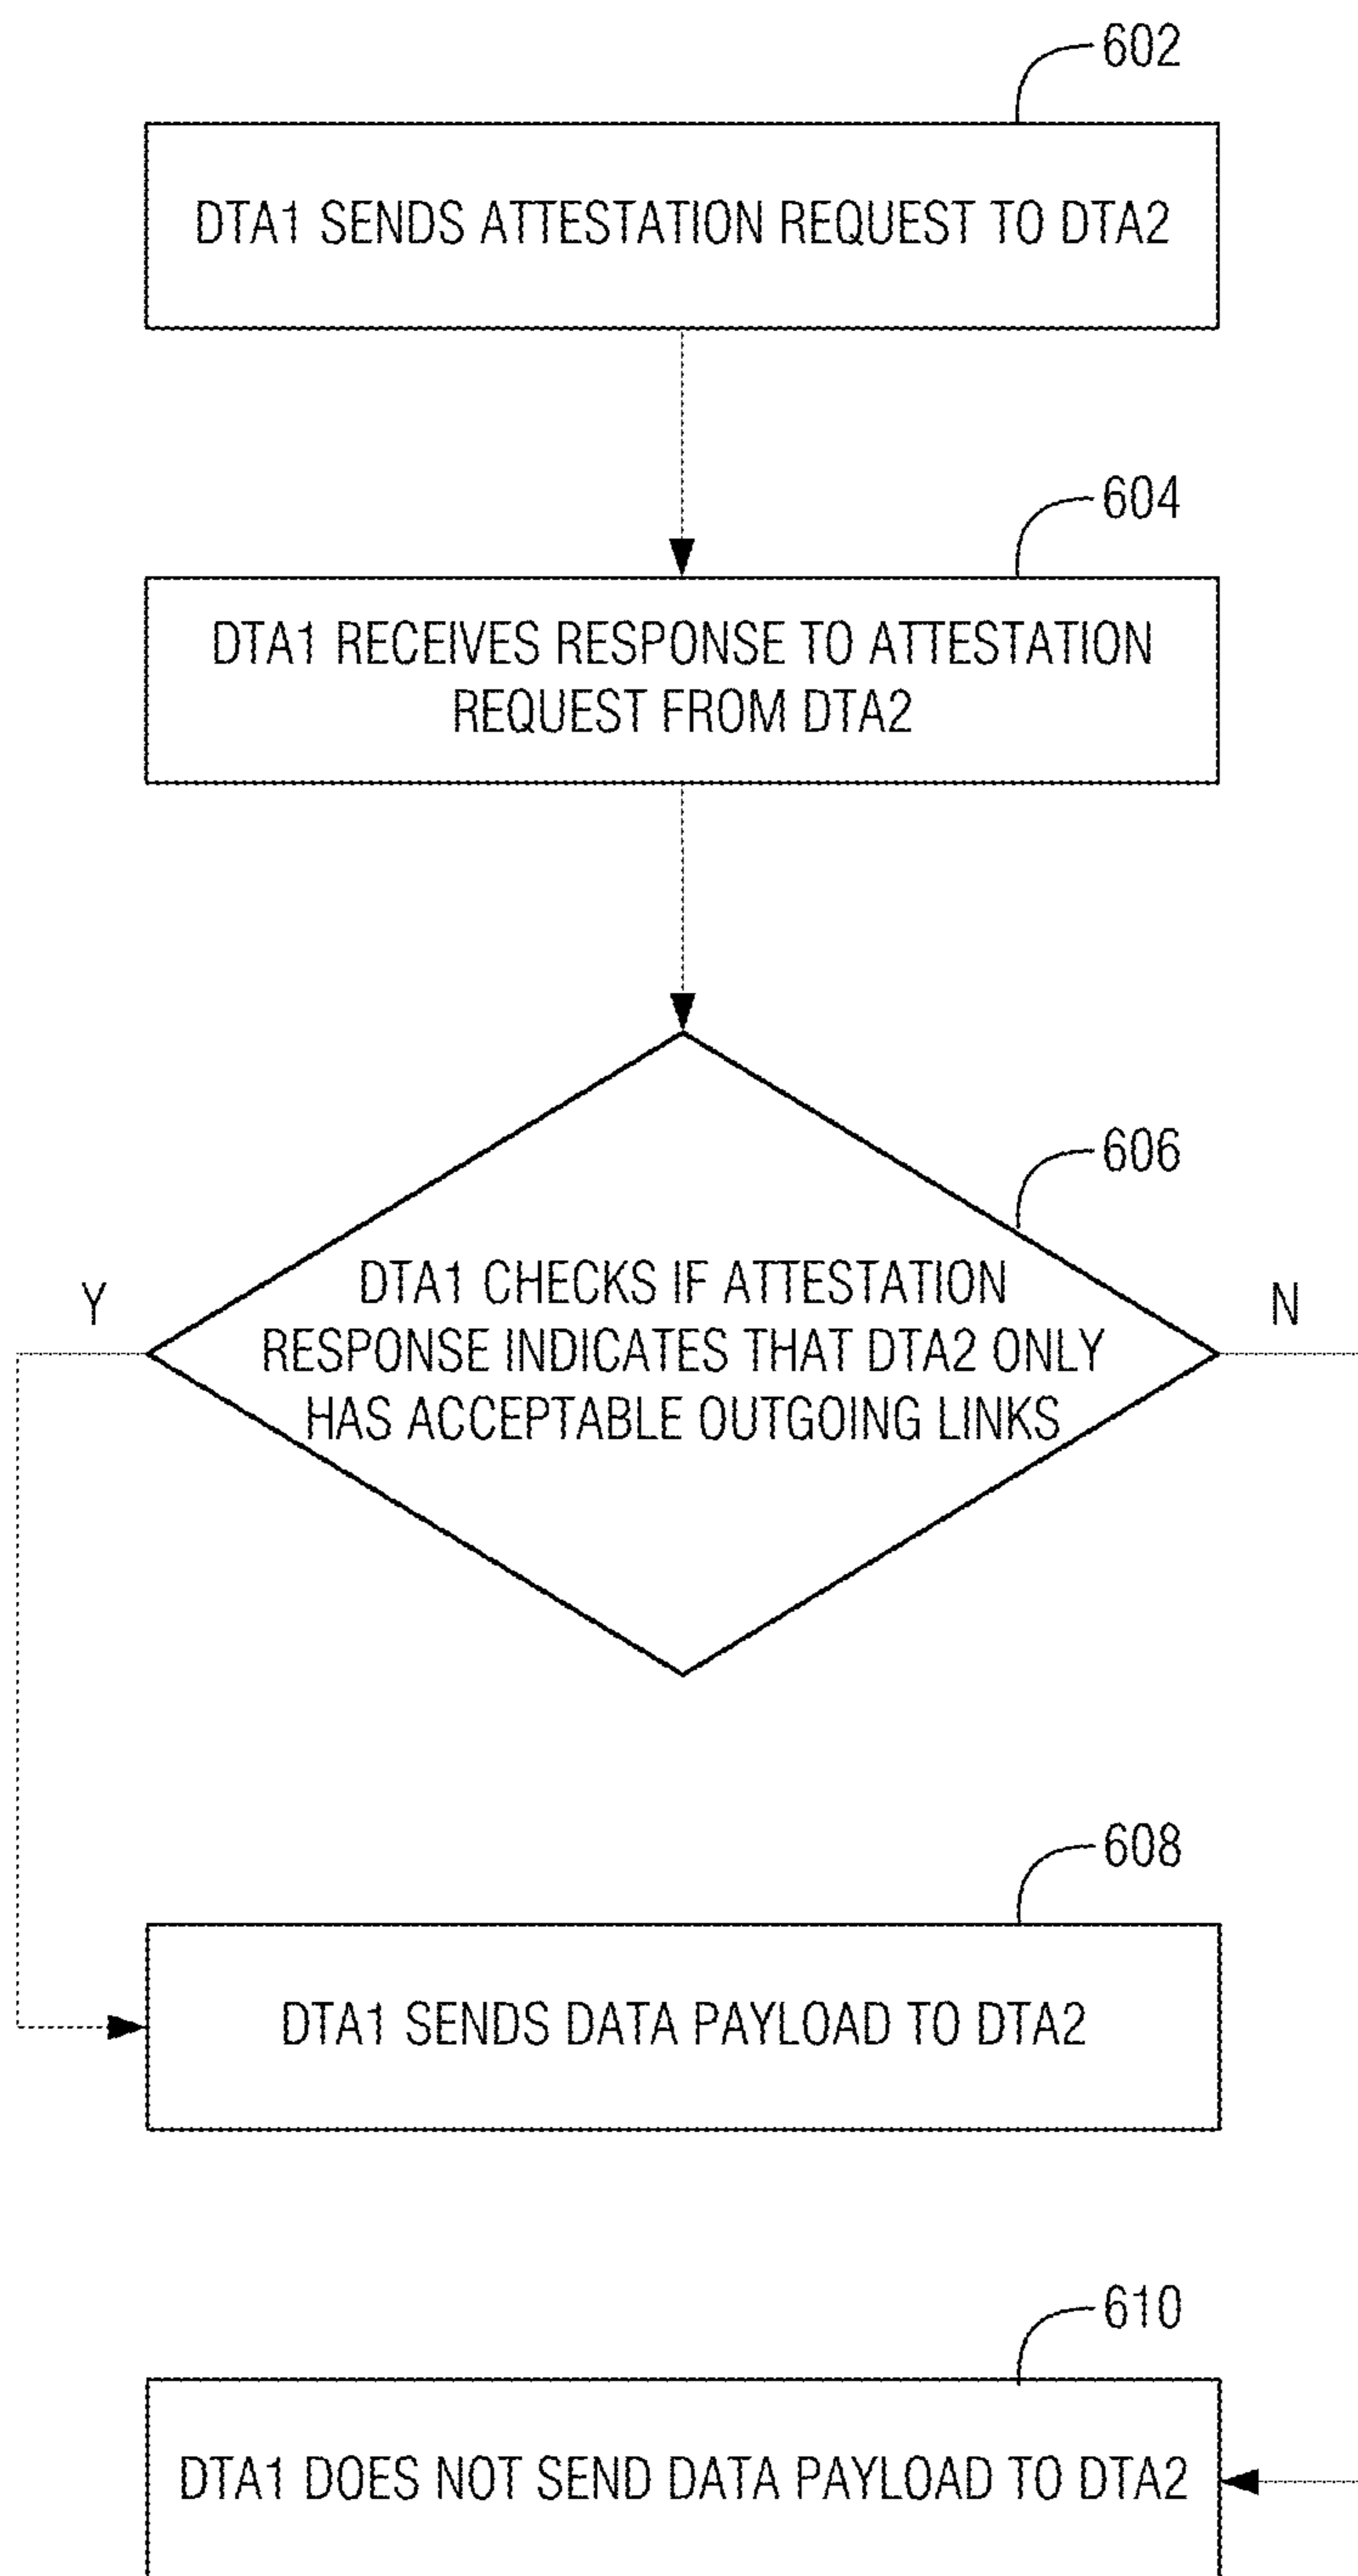 602
DTA1 SENDS ATTESTATION REQUEST TO DTA2
604
DTA1 RECEIVES RESPONSE TO ATTESTATION
REQUEST FROM DTA2
606
DTA1 CHECKS IF ATTESTATION
RESPONSE INDICATES THAT DTA2 ONLY
HAS ACCEPTABLE OUTGOING LINKS
Y
N
608
DTA1 SENDS DATA PAYLOAD TO DTA2
610
DTA1 DOES NOT SEND DATA PAYLOAD TO DTA2